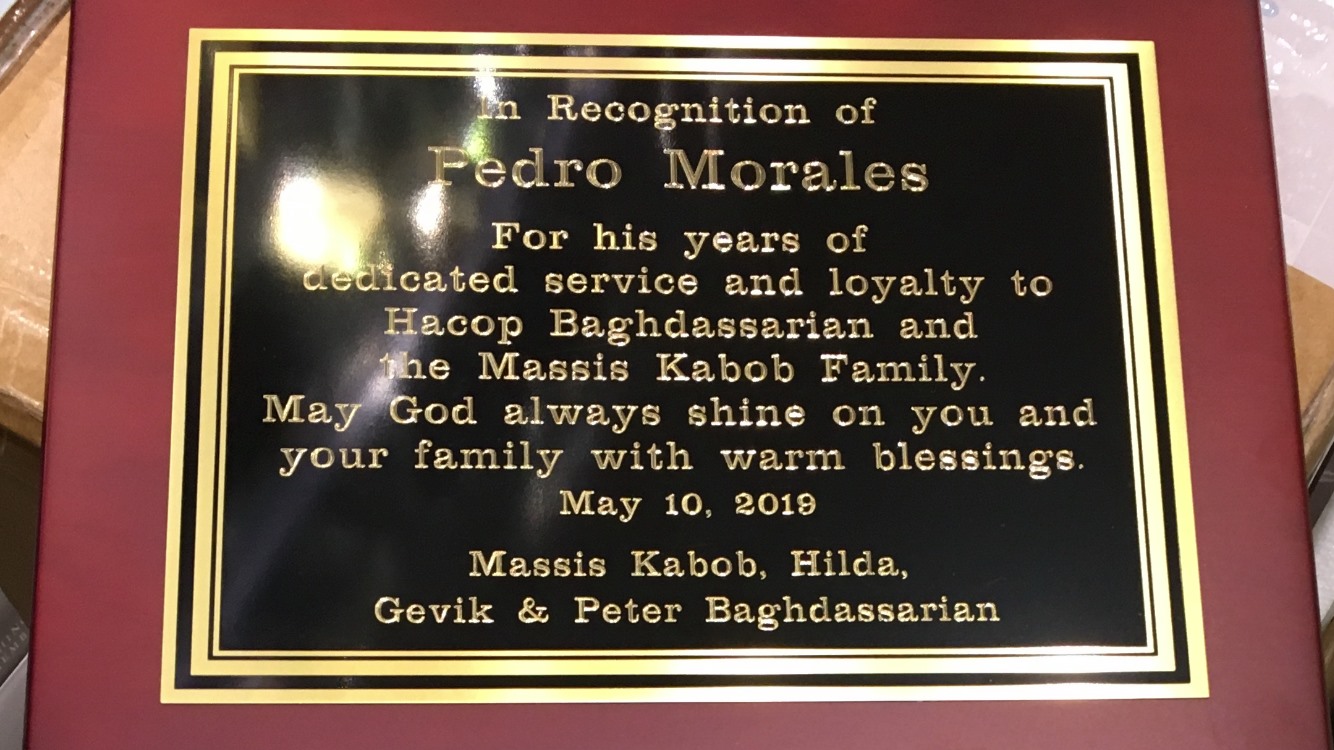 In Recognition of
Pedro Morales
For his years of
dedicated service and loyalty to
Hacop Baghdassarian and
the Massis Kabob Family.
May God always shine on you and
your family with warm blessings.
May 10, 2019
Massis Kabob, Hilda,
Gevik & Peter Baghdassarian